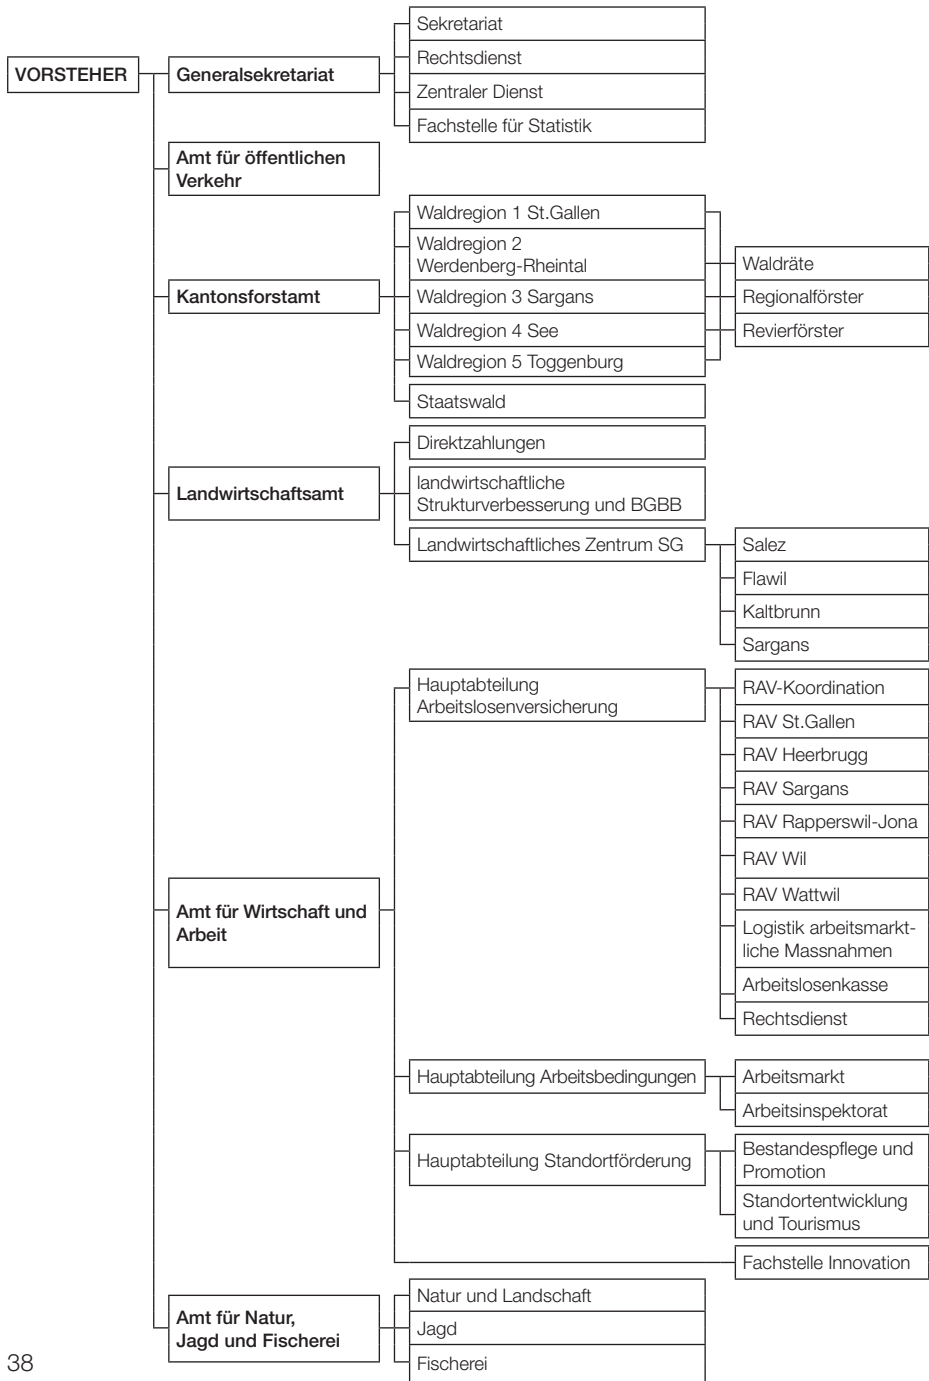 VORSTEHER
Generalsekretariat
Sekretariat
Rechtsdienst
Zentraler Dienst
Fachstelle für Statistik
Amt für öffentlichen
Verkehr
Kantonsforstamt
Waldregion 1 St.Gallen
Waldregion 2
Werdenberg-Rheintal
Waldregion 3 Sargans
Waldregion 4 See
Waldregion 5 Toggenburg
Staatswald
Waldräte
Regionalförster
Revierförster
Landwirtschaftsamt
Direktzahlungen
landwirtschaftliche
Strukturverbesserung und BGBB
Landwirtschaftliches Zentrum SG
Salez
Flawil
Kaltbrunn
Sargans
Amt für Wirtschaft und
Arbeit
Hauptabteilung
Arbeitslosenversicherung
RAV-Koordination
RAV St.Gallen
RAV Heerbrugg
RAV Sargans
RAV Rapperswil-Jona
RAV Wil
RAV Wattwil
Logistik arbeitsmarkt-
liche Massnahmen
Arbeitslosenkasse
Rechtsdienst
Hauptabteilung Arbeitsbedingungen
Arbeitsmarkt
Arbeitsinspektorat
Hauptabteilung Standortförderung
Bestandespflege und
Promotion
Standortentwicklung
und Tourismus
Fachstelle Innovation
Amt für Natur,
Jagd und Fischerei
Natur und Landschaft
Jagd
Fischerei
38